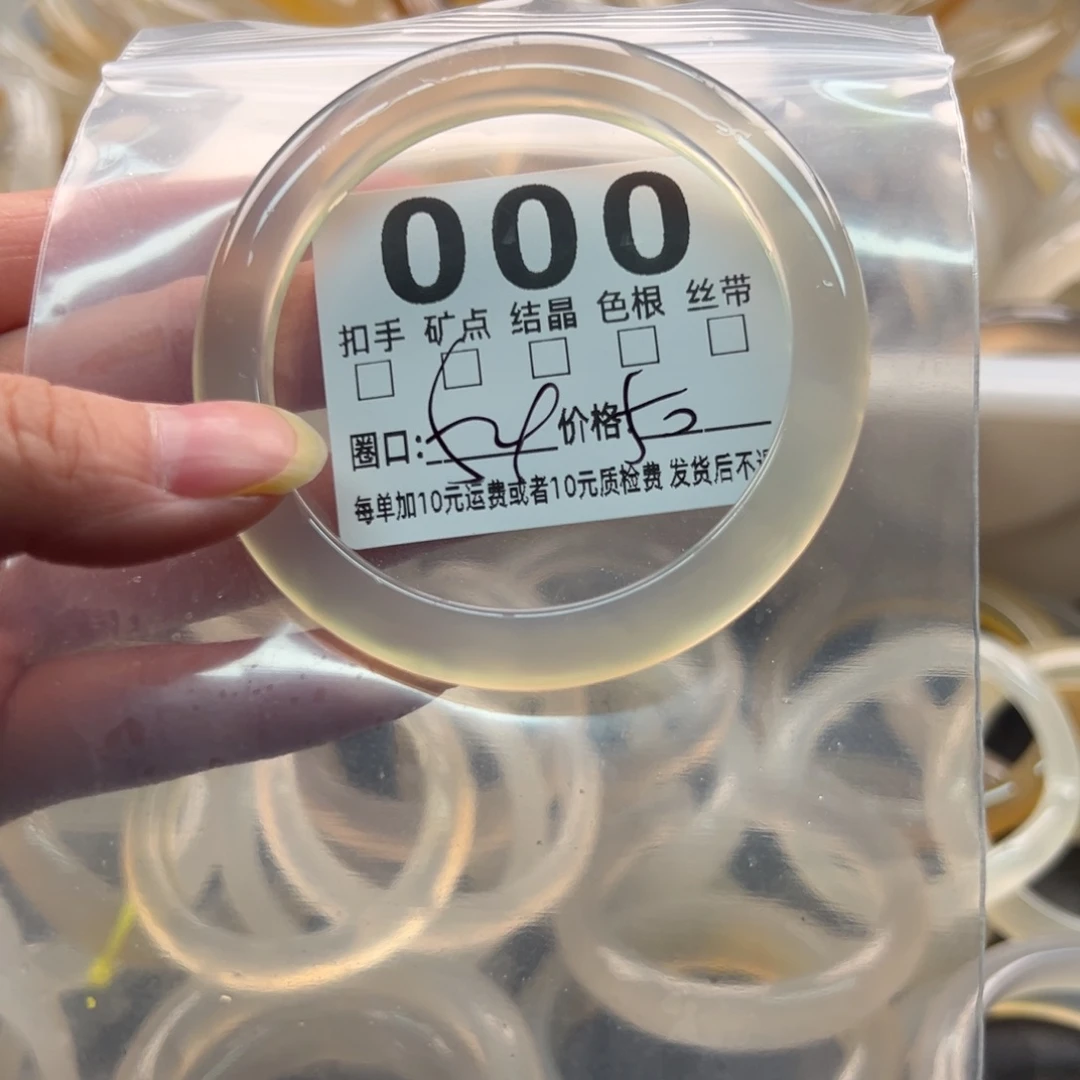 000
扣手 矿点 结晶 色根 丝带
圈口: 价格
每单加10元运费或者10元质检费 发货后不退